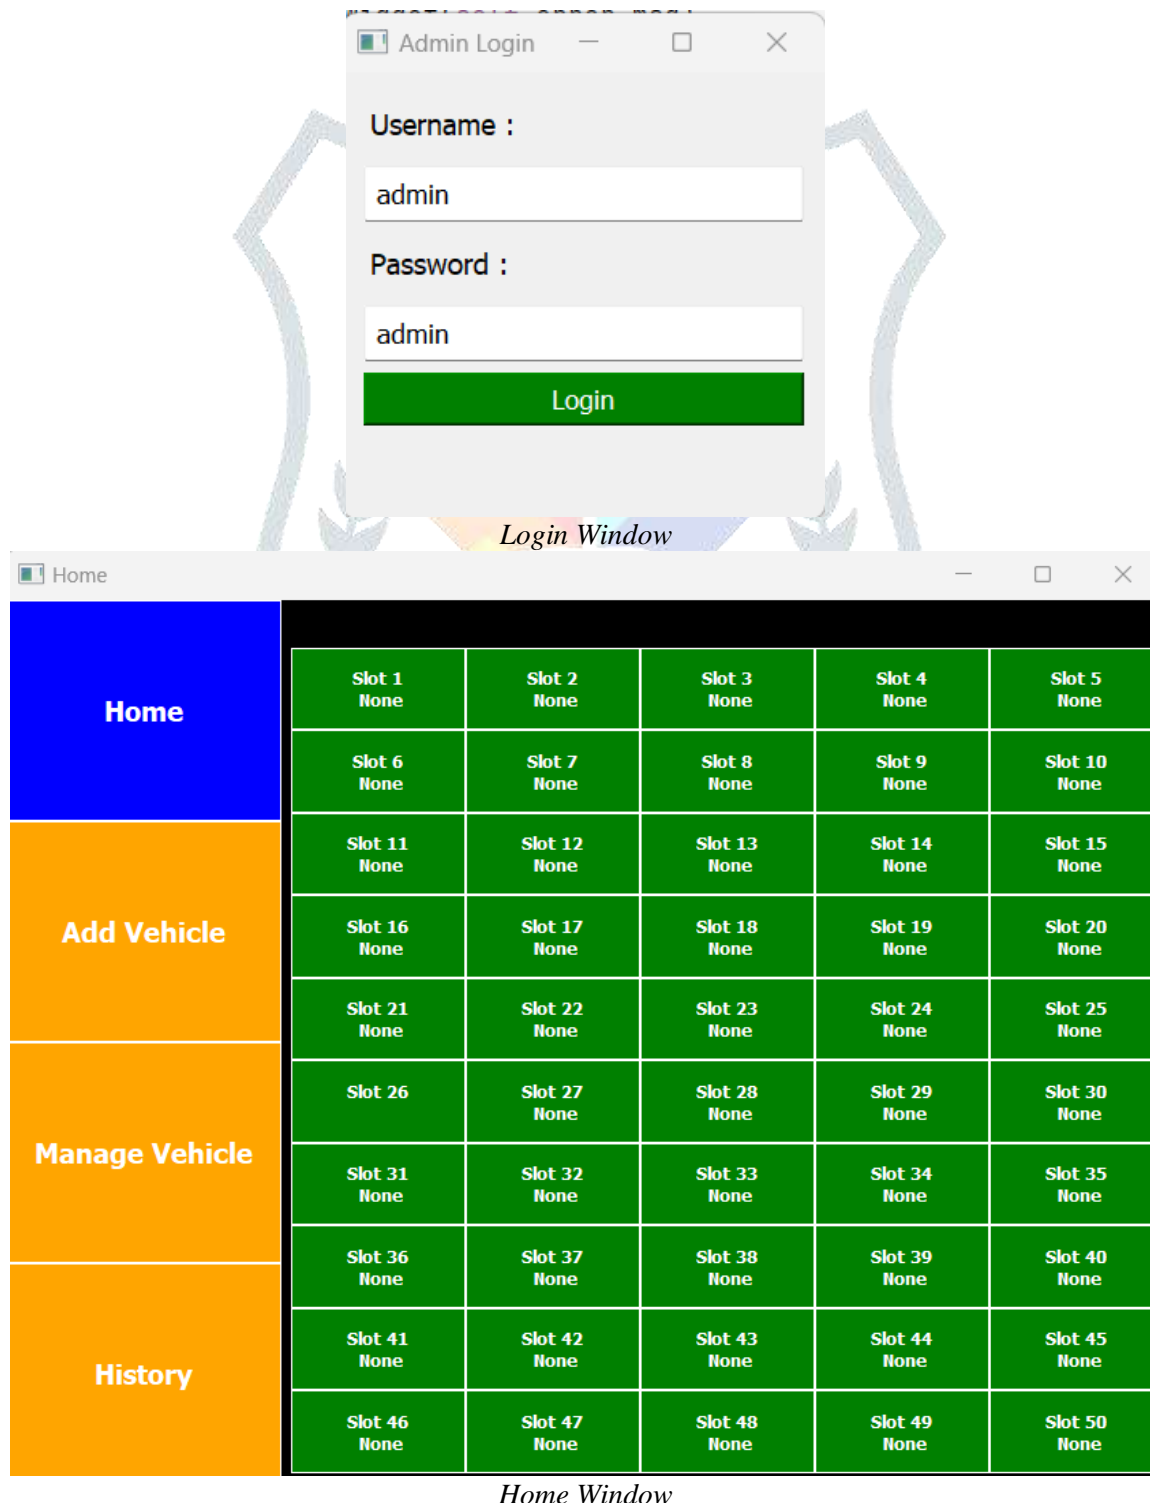 Admin Login
Username :
admin
Password :
admin
Login
Login Window
Home
Home
Add Vehicle
Manage Vehicle
History
Slot 1 Slot 2 Slot 3 Slot 4 Slot 5
None None None None None
Slot 6 Slot 7 Slot 8 Slot 9 Slot 10
None None None None None
Slot 11 Slot 12 Slot 13 Slot 14 Slot 15
None None None None None
Slot 16 Slot 17 Slot 18 Slot 19 Slot 20
None None None None None
Slot 21 Slot 22 Slot 23 Slot 24 Slot 25
None None None None None
Slot 26 Slot 27 Slot 28 Slot 29 Slot 30
None None None None
Slot 31 Slot 32 Slot 33 Slot 34 Slot 35
None None None None None
Slot 36 Slot 37 Slot 38 Slot 39 Slot 40
None None None None None
Slot 41 Slot 42 Slot 43 Slot 44 Slot 45
None None None None None
Slot 46 Slot 47 Slot 48 Slot 49 Slot 50
None None None None None
Home Window